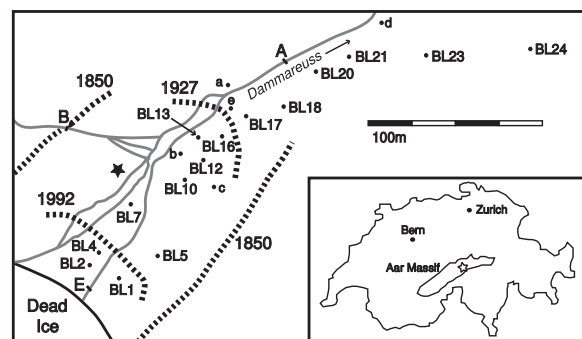 d
A
Dammareuss
BL21
BL23
BL24
BL20
1850
a
1927
e
BL18
BL13
BL17
B
BL16
100m
b
BL12
BL10
c
1992
BL7
1850
BL4
BL5
BL2
E
BL1
Dead
Ice
Zurich
Bern
Aar Massif